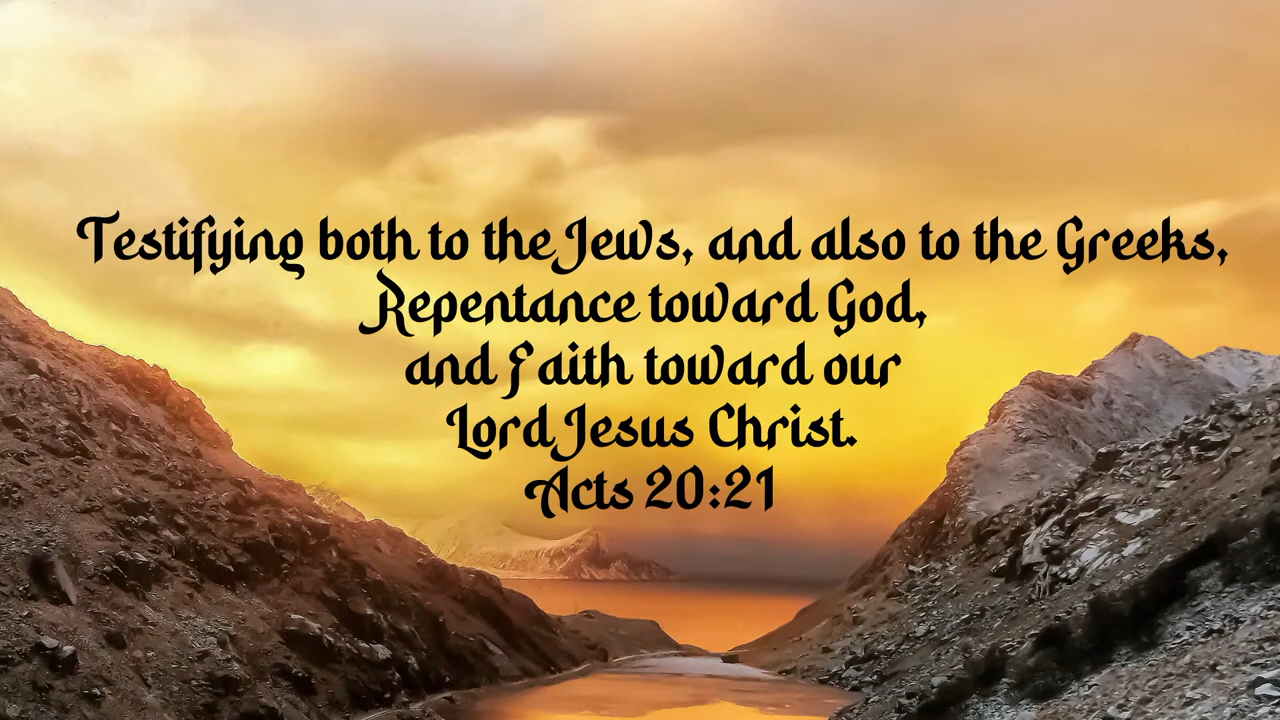 Testifying both to the Jews, and also to the Greeks,
Repentance toward God,
and Faith toward our
Lord Jesus Christ.
Acts 20:21